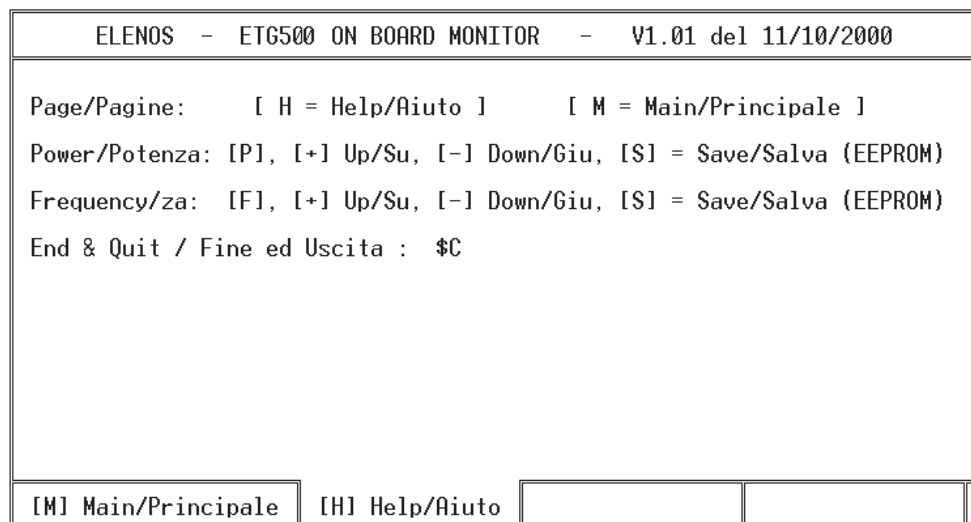 ELENOS - ETG500 ON BOARD MONITOR - V1.01 del 11/10/2000
Page/Pagine: [ H = Help/Aiuto ] [ M = Main/Principale ]
Power/Potenza: [P], [+] Up/Su, [-] Down/Giu, [S] = Save/Salva (EEPROM)
Frequency/za: [F], [+] Up/Su, [-] Down/Giu, [S] = Save/Salva (EEPROM)
End & Quit / Fine ed Uscita : $C
[M] Main/Principale [H] Help/Aiuto